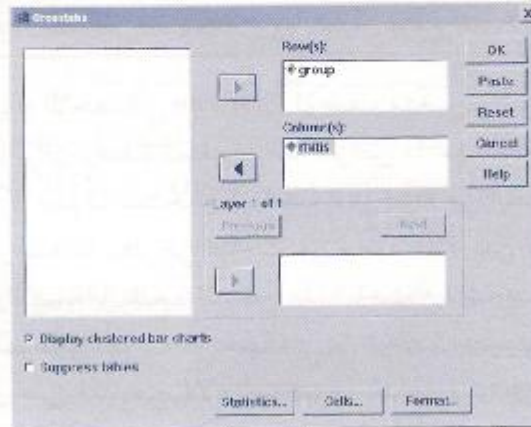 Crosstabs
Row(s):
group
OK
Paste
Reset
Column(s):
Cancel
Help
Layer 1 of 1
Previous
Next
Display clustered bar charts
Suppress tables
Statistics...
Cells...
Format...